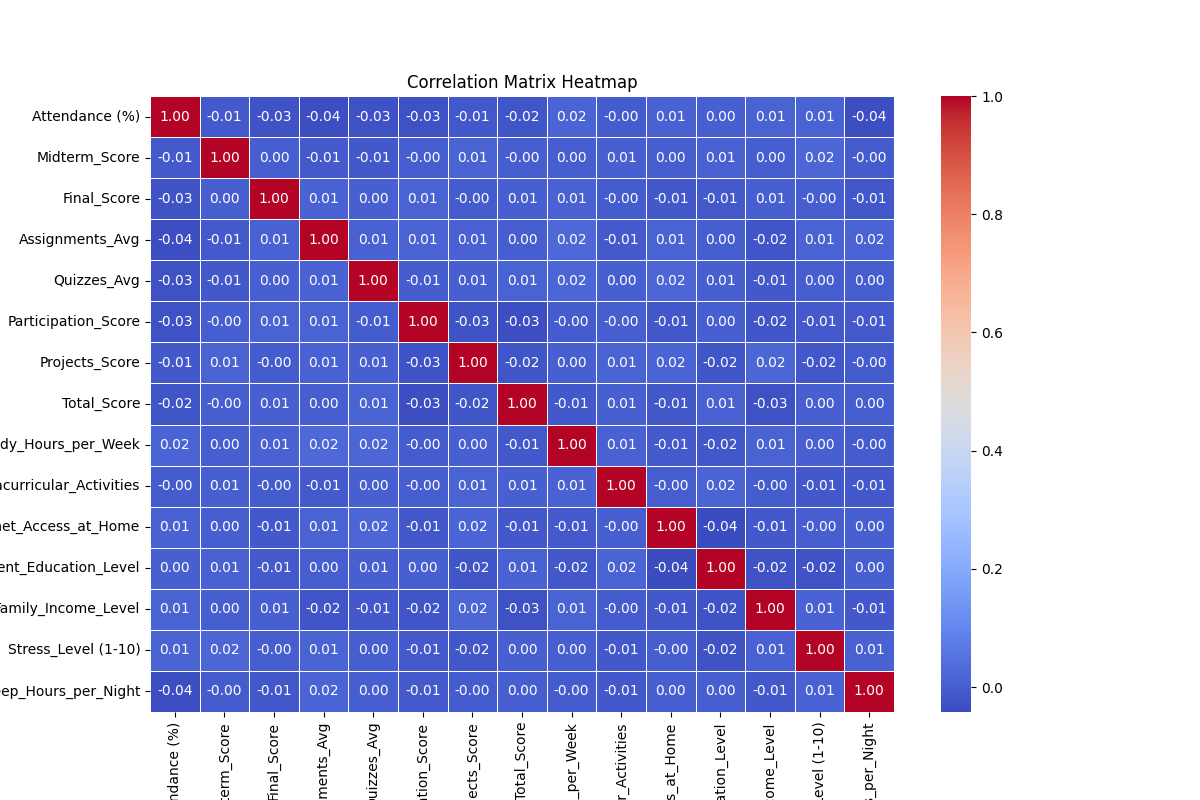 Correlation Matrix Heatmap
Attendance (%) 1.00 -0.01 -0.03 -0.04 -0.03 -0.03 -0.01 -0.02 0.02 -0.00 0.01 0.00 0.01 0.01 -0.04
Midterm_Score -0.01 1.00 0.00 -0.01 -0.01 -0.00 0.01 -0.00 0.00 0.01 0.00 0.01 0.00 0.02 -0.00
Final_Score -0.03 0.00 1.00 0.01 0.00 0.01 -0.00 0.01 0.01 -0.00 -0.01 -0.01 0.01 -0.00 -0.01
Assignments_Avg -0.04 -0.01 0.01 1.00 0.01 0.01 0.01 0.00 0.02 -0.01 0.01 0.00 -0.02 0.01 0.02
Quizzes_Avg -0.03 -0.01 0.00 0.01 1.00 -0.01 0.01 0.01 0.02 0.00 0.02 0.01 -0.01 0.00 0.00
Participation_Score -0.03 -0.00 0.01 0.01 -0.01 1.00 -0.03 -0.03 -0.00 -0.00 -0.01 0.00 -0.02 -0.01 -0.01
Projects_Score -0.01 0.01 -0.00 0.01 0.01 -0.03 1.00 -0.02 0.00 0.01 0.02 -0.02 0.02 -0.02 -0.00
Total_Score -0.02 -0.00 0.01 0.00 0.01 -0.03 -0.02 1.00 -0.01 0.01 -0.01 0.01 -0.03 0.00 0.00
dy_Hours_per_Week 0.02 0.00 0.01 0.02 0.02 -0.00 0.00 -0.01 1.00 0.01 -0.01 -0.02 0.01 0.00 -0.00
acurricular_Activities -0.00 0.01 -0.00 -0.01 0.00 -0.00 0.01 0.01 0.01 1.00 -0.00 0.02 -0.00 -0.01 -0.01
net_Access_at_Home 0.01 0.00 -0.01 0.01 0.02 -0.01 0.02 -0.01 -0.01 -0.00 1.00 -0.04 -0.01 -0.00 0.00
ent_Education_Level 0.00 0.01 -0.01 0.00 0.01 0.00 -0.02 0.01 -0.02 0.02 -0.04 1.00 -0.02 -0.02 0.00
Family_Income_Level 0.01 0.00 0.01 -0.02 -0.01 -0.02 0.02 -0.03 0.01 -0.00 -0.01 -0.02 1.00 0.01 -0.01
Stress_Level (1-10) 0.01 0.02 -0.00 0.01 0.00 -0.01 -0.02 0.00 0.00 -0.01 -0.00 -0.02 0.01 1.00 0.01
eep_Hours_per_Night -0.04 -0.00 -0.01 0.02 0.00 -0.01 -0.00 0.00 -0.00 -0.01 0.00 0.00 -0.01 0.01 1.00
ndance (%)
term_Score
Final_Score
ments_Avg
Quizzes_Avg
ation_Score
ects_Score
Total_Score
_per_Week
r_Activities
s_at_Home
ation_Level
ome_Level
Level (1-10)
s_per_Night
1.0
0.8
0.6
0.4
0.2
0.0